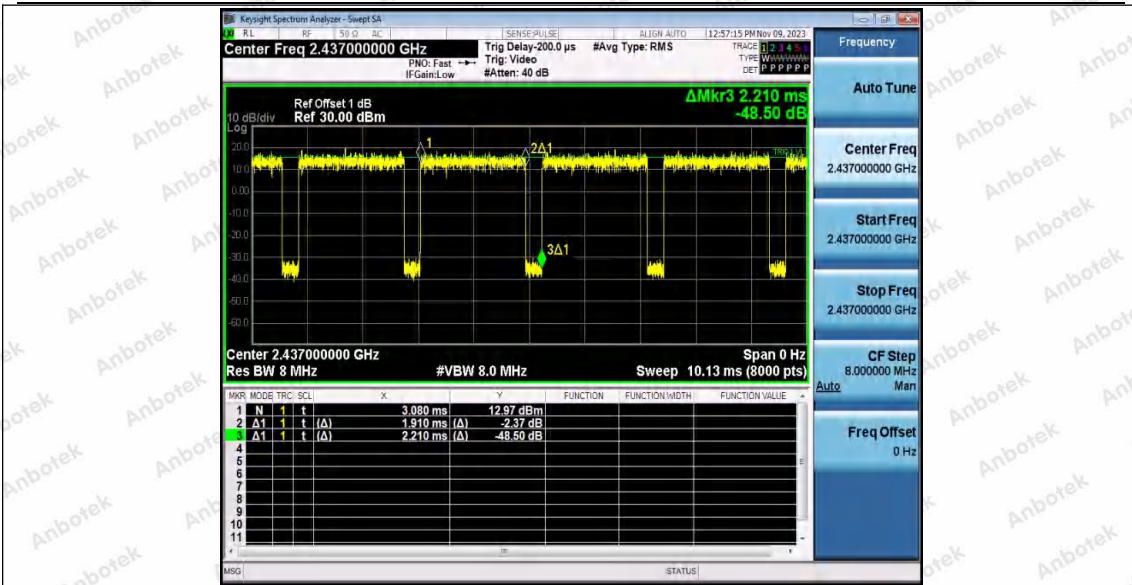 Keysight Spectrum Analyzer - Swept SA
RL RF 50 Ω AC SENSE:PULSE ALIGN AUTO 12:57:15 PM Nov 09, 2023
Center Freq 2.437000000 GHz
PNO: Fast
IFGain:Low
Trig Delay-200.0 µs
Trig: Video
#Atten: 40 dB
#Avg Type: RMS
TRACE 1 2 3 4 5 6
TYPE W
DET P P P P P P
Frequency
ΔMkr3 2.210 ms
-48.50 dB
Ref Offset 1 dB
10 dB/div Ref 30.00 dBm
Log
20.0
10.0
0.00
-10.0
-20.0
-30.0
-40.0
-50.0
-60.0
1
2Δ1
3Δ1
Center 2.437000000 GHz Span 0 Hz
Res BW 8 MHz #VBW 8.0 MHz Sweep 10.13 ms (8000 pts)
MKR MODE TRC SCL X Y FUNCTION FUNCTION WIDTH FUNCTION VALUE
1 N 1 t 3.080 ms 12.97 dBm
2 Δ1 1 t (Δ) 1.910 ms (Δ) -2.37 dB
3 Δ1 1 t (Δ) 2.210 ms (Δ) -48.50 dB
4
5
6
7
8
9
10
11
MSG STATUS
Auto Tune
Center Freq
2.437000000 GHz
Start Freq
2.437000000 GHz
Stop Freq
2.437000000 GHz
CF Step
8.000000 MHz
Auto Man
Freq Offset
0 Hz
Anbotek